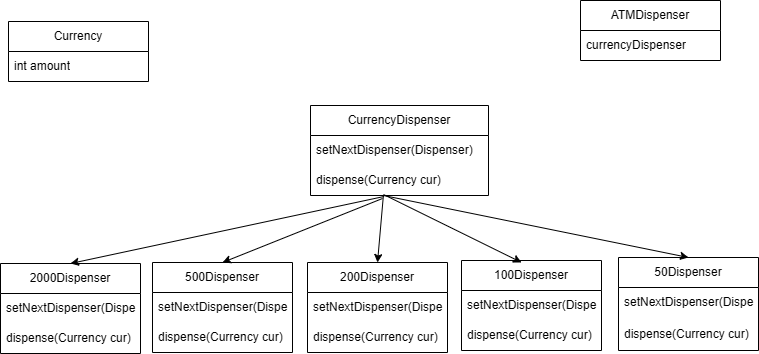 Currency
int amount
ATMDispenser
currencyDispenser
CurrencyDispenser
setNextDispenser(Dispenser)
dispense(Currency cur)
2000Dispenser
setNextDispenser(Dispe
dispense(Currency cur)
500Dispenser
setNextDispenser(Dispe
dispense(Currency cur)
200Dispenser
setNextDispenser(Dispe
dispense(Currency cur)
100Dispenser
setNextDispenser(Dispe
dispense(Currency cur)
50Dispenser
setNextDispenser(Dispe
dispense(Currency cur)